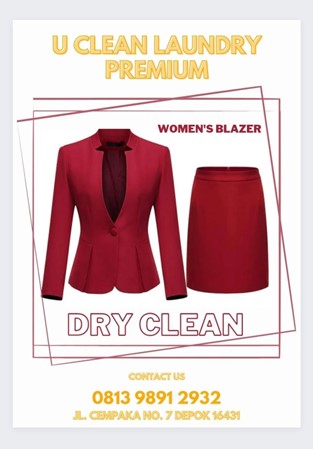 U CLEAN LAUNDRY
PREMIUM
WOMEN'S BLAZER
DRY CLEAN
CONTACT US
0813 9891 2932
JL. CEMPAKA NO. 7 DEPOK 16431